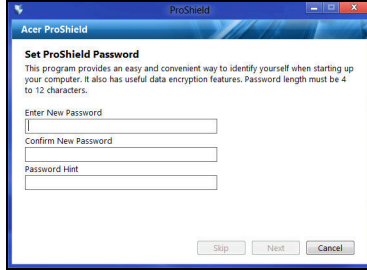 ProShield
Acer ProShield
Set ProShield Password
This program provides an easy and convenient way to identify yourself when starting up
your computer. It also has useful data encryption features. Password length must be 4
to 12 characters.
Enter New Password
Confirm New Password
Password Hint
Skip Next Cancel